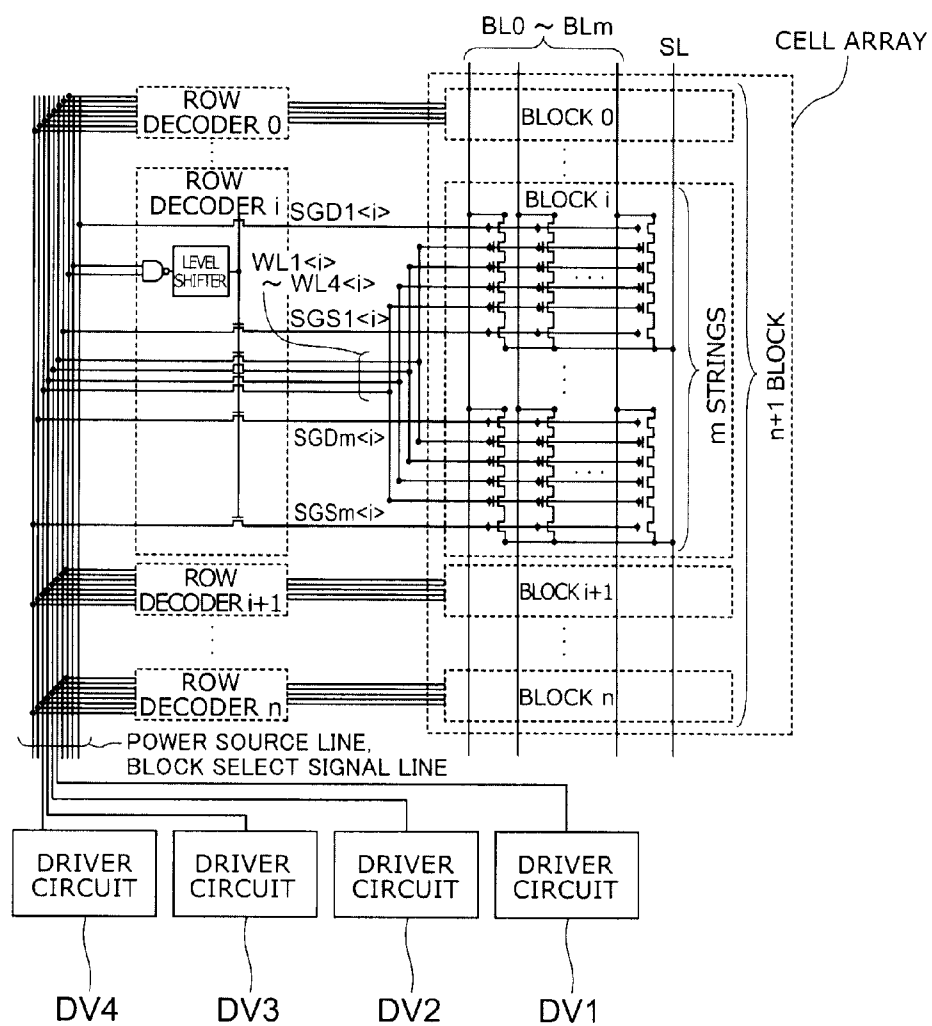 BL0 ~ BLm
SL
CELL ARRAY
ROW
DECODER 0
BLOCK 0
ROW
DECODER i
BLOCK i
SGD1<i>
LEVEL
SHIFTER
WL1<i>
~ WL4<i>
SGS1<i>
m STRINGS
n+1 BLOCK
SGDm<i>
SGSm<i>
ROW
DECODER i+1
BLOCK i+1
ROW
DECODER n
BLOCK n
POWER SOURCE LINE,
BLOCK SELECT SIGNAL LINE
DRIVER
CIRCUIT
DRIVER
CIRCUIT
DRIVER
CIRCUIT
DRIVER
CIRCUIT
DV4
DV3
DV2
DV1